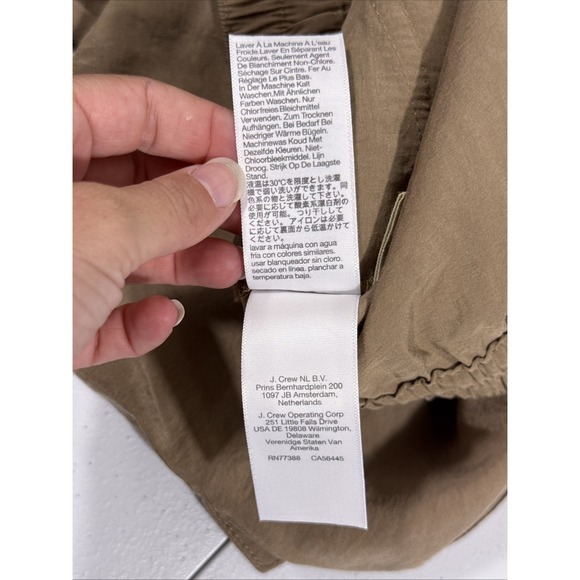 Laver À La Machine À L'eau
Froide.Laver En Séparant Les
Couleurs. Seulement Agent
De Blanchiment Non-Chlore.
Séchage Sur Cintre. Fer Au
Réglage Le Plus Bas.
In Der Maschine Kalt
Waschen.Mit Ähnlichen
Farben Waschen. Nur
Chlorfreies Bleichmittel
Verwenden. Zum Trocknen
Aufhängen. Bei Bedarf Bei
Niedriger Wärme Bügeln.
Machinewas Koud Met
Dezelfde Kleuren. Niet-
Chloorbleekmiddel. Lijn
Droog. Strijk Op De Laagste
Stand.
液温は30℃を限度とし洗濯
機で弱い洗いができます。同
色系の物と洗濯して下さい。
必要に応じて酸素系漂白剤の
使用が可能。つり干しして
ください。アイロンは必要
に応じて裏面から低温かけて
ください。
lavar a máquina con agua
fria con colores similares.
usar blanqueador sin cloro.
secado en línea. planchar a
temperatura baja.
J. Crew NL B.V.
Prins Bernhardplein 200
1097 JB Amsterdam,
Netherlands
J. Crew Operating Corp
251 Little Falls Drive
USA DE 19808 Wilmington,
Delaware
Verenidge Staten Van
Amerika
RN77388 CA56445